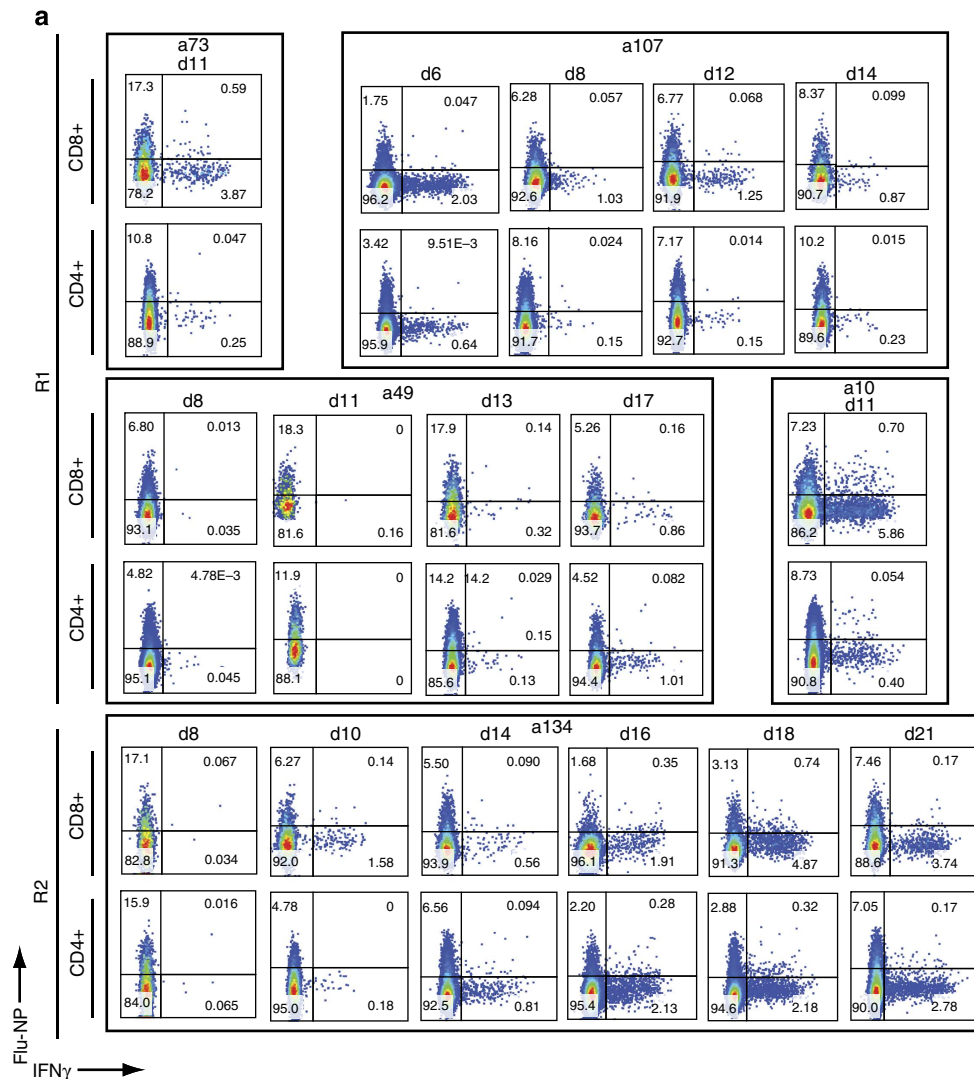 a
a73
d11
a107
d6 d8 d12 d14
R1
CD8+
17.3 0.59
78.2 3.87
1.75 0.047
96.2 2.03
6.28 0.057
92.6 1.03
6.77 0.068
91.9 1.25
8.37 0.099
90.7 0.87
CD4+
10.8 0.047
88.9 0.25
3.42 9.51E–3
95.9 0.64
8.16 0.024
91.7 0.15
7.17 0.014
92.7 0.15
10.2 0.015
89.6 0.23
a49
d8 d11 d13 d17
a10
d11
CD8+
6.80 0.013
93.1 0.035
18.3 0
81.6 0.16
17.9 0.14
81.6 0.32
5.26 0.16
93.7 0.86
7.23 0.70
86.2 5.86
CD4+
4.82 4.78E–3
95.1 0.045
11.9 0
88.1 0
14.2 14.2 0.029
0.15
85.6 0.13
4.52 0.082
94.4 1.01
8.73 0.054
90.8 0.40
R2
a134
d8 d10 d14 d16 d18 d21
CD8+
17.1 0.067
82.8 0.034
6.27 0.14
92.0 1.58
5.50 0.090
93.9 0.56
1.68 0.35
96.1 1.91
3.13 0.74
91.3 4.87
7.46 0.17
88.6 3.74
CD4+
15.9 0.016
84.0 0.065
4.78 0
95.0 0.18
6.56 0.094
92.5 0.81
2.20 0.28
95.4 2.13
2.88 0.32
94.6 2.18
7.05 0.17
90.0 2.78
Flu-NP
IFNγ